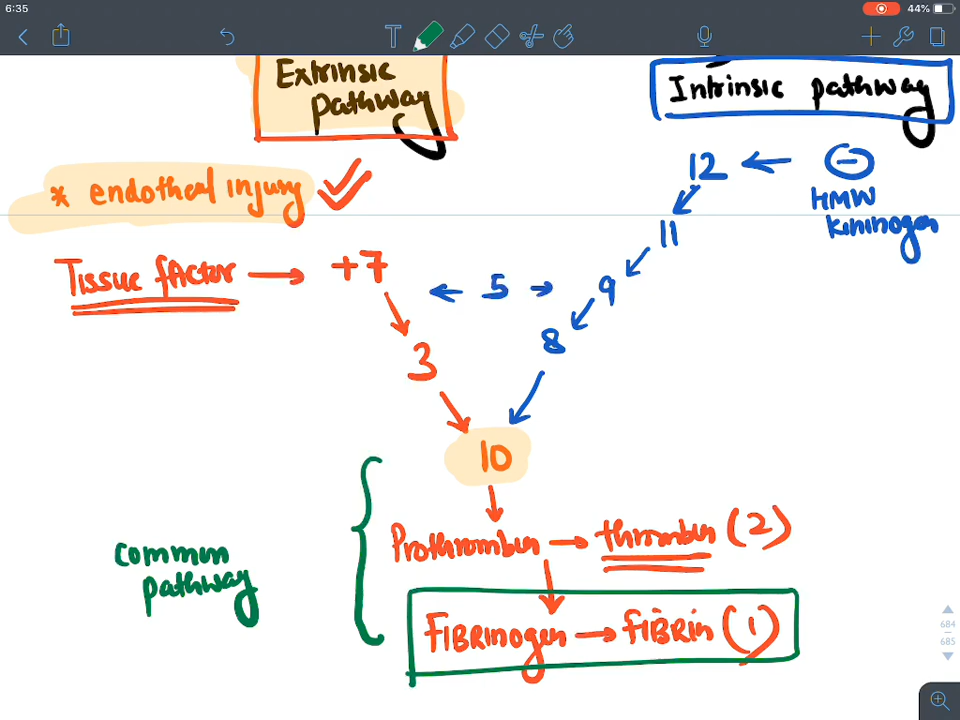 6:35
44%
T
Extrinsic
pathway
Intrinsic pathway
* endothelial injury
12
HMW
kininogen
11
Tissue factor
+7
5
9
8
3
10
Prothrombin
thrombin (2)
common
pathway
FIBRinogen
FIBRin (1)
684
685